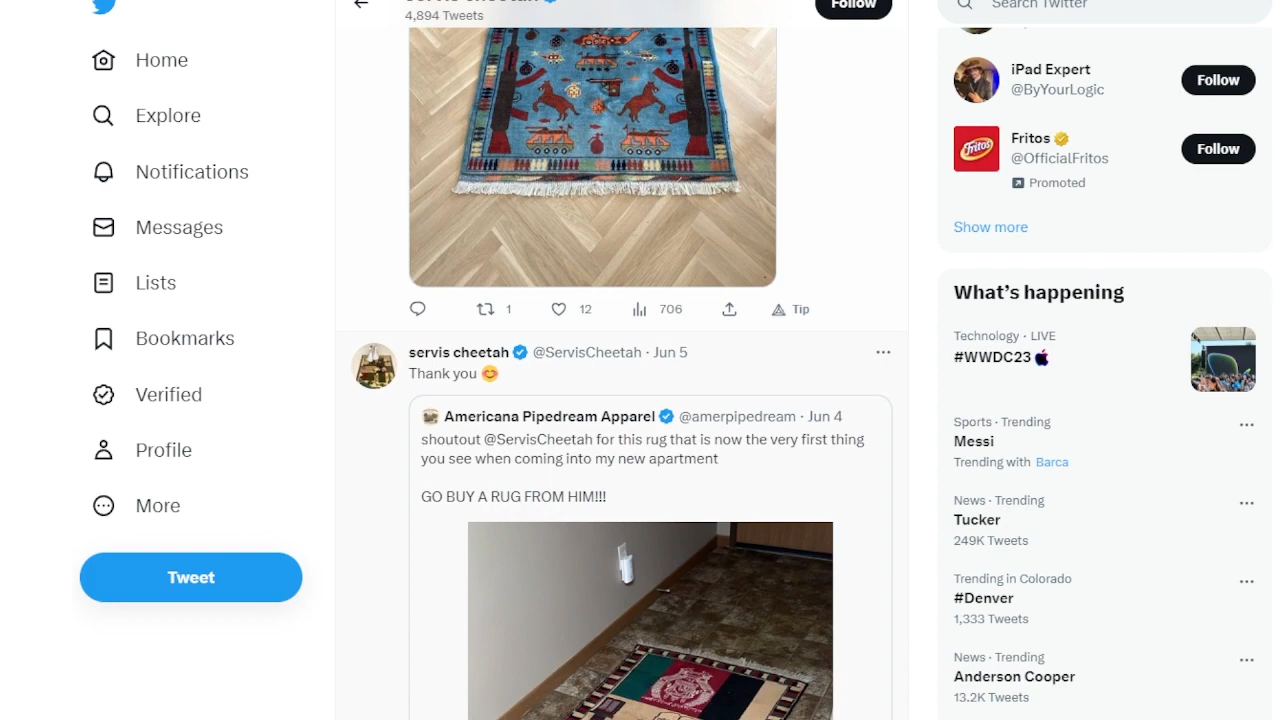 Home
Explore
Notifications
Messages
Lists
Bookmarks
Verified
Profile
More
Tweet
servis cheetah
4,894 Tweets
Follow
1
12
706
Tip
servis cheetah @ServisCheetah · Jun 5
Thank you 😊
Americana Pipedream Apparel @amerpipedream · Jun 4
shoutout @ServisCheetah for this rug that is now the very first thing
you see when coming into my new apartment
GO BUY A RUG FROM HIM!!!
Search Twitter
iPad Expert
@ByYourLogic
Follow
Fritos
Fritos
@OfficialFritos
Promoted
Follow
Show more
What's happening
Technology · LIVE
#WWDC23
Sports · Trending
Messi
Trending with Barca
News · Trending
Tucker
249K Tweets
Trending in Colorado
#Denver
1,333 Tweets
News · Trending
Anderson Cooper
13.2K Tweets